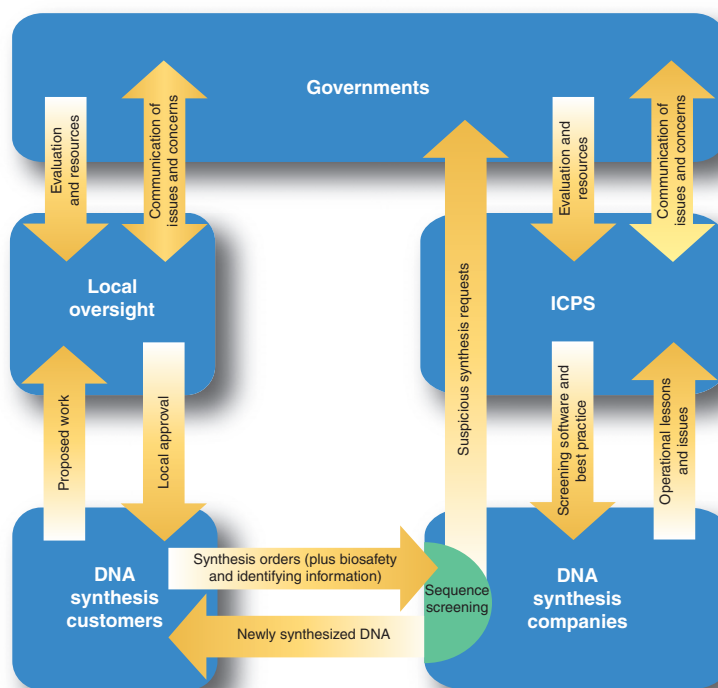 Governments
Evaluation
and resources
Communication of
issues and concerns
Evaluation and
resources
Communication of
issues and concerns
Local
oversight
Suspicious synthesis requests
ICPS
Proposed work
Local approval
Screening software and
best practice
Operational lessons
and issues
DNA
synthesis
customers
Synthesis orders (plus biosafety
and identifying information)
Newly synthesized DNA
Sequence
screening
DNA
synthesis
companies